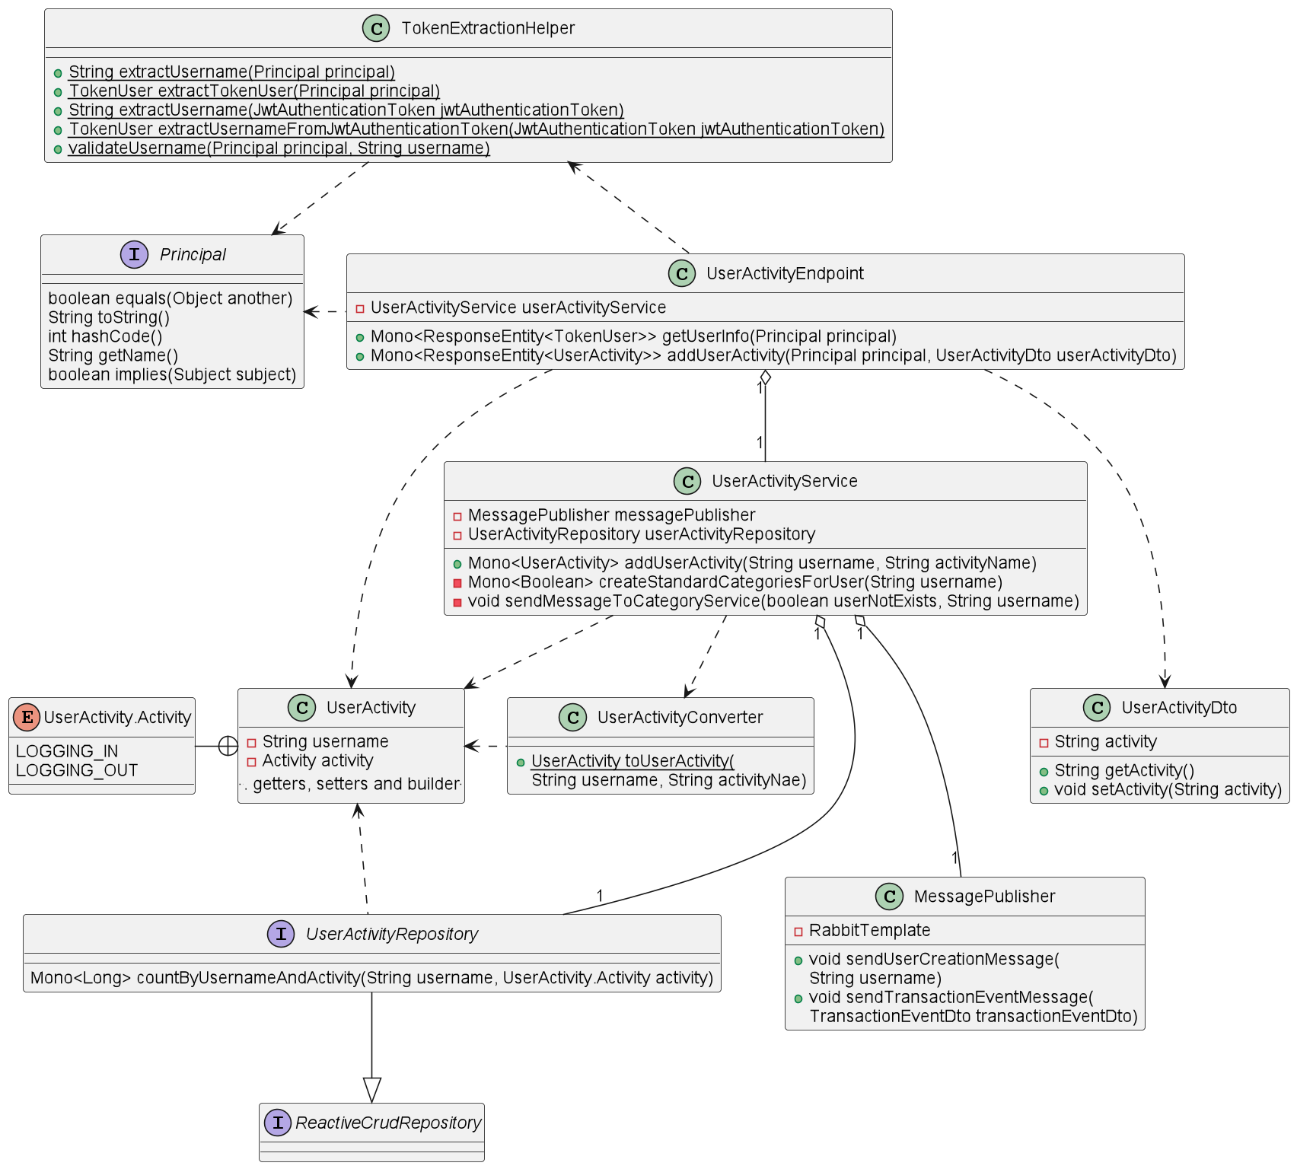 C TokenExtractionHelper
String extractUsername(Principal principal)
TokenUser extractTokenUser(Principal principal)
String extractUsername(JwtAuthenticationToken jwtAuthenticationToken)
TokenUser extractUsernameFromJwtAuthenticationToken(JwtAuthenticationToken jwtAuthenticationToken)
validateUsername(Principal principal, String username)
I Principal
boolean equals(Object another)
String toString()
int hashCode()
String getName()
boolean implies(Subject subject)
C UserActivityEndpoint
UserActivityService userActivityService
Mono<ResponseEntity<TokenUser>> getUserInfo(Principal principal)
Mono<ResponseEntity<UserActivity>> addUserActivity(Principal principal, UserActivityDto userActivityDto)
1
1
C UserActivityService
MessagePublisher messagePublisher
UserActivityRepository userActivityRepository
Mono<UserActivity> addUserActivity(String username, String activityName)
Mono<Boolean> createStandardCategoriesForUser(String username)
void sendMessageToCategoryService(boolean userNotExists, String username)
1
1
E UserActivity.Activity
LOGGING_IN
LOGGING_OUT
C UserActivity
String username
Activity activity
. getters, setters and builder
C UserActivityConverter
UserActivity toUserActivity(
String username, String activityNae)
C UserActivityDto
String activity
String getActivity()
void setActivity(String activity)
1
1
I UserActivityRepository
Mono<Long> countByUsernameAndActivity(String username, UserActivity.Activity activity)
C MessagePublisher
RabbitTemplate
void sendUserCreationMessage(
String username)
void sendTransactionEventMessage(
TransactionEventDto transactionEventDto)
I ReactiveCrudRepository